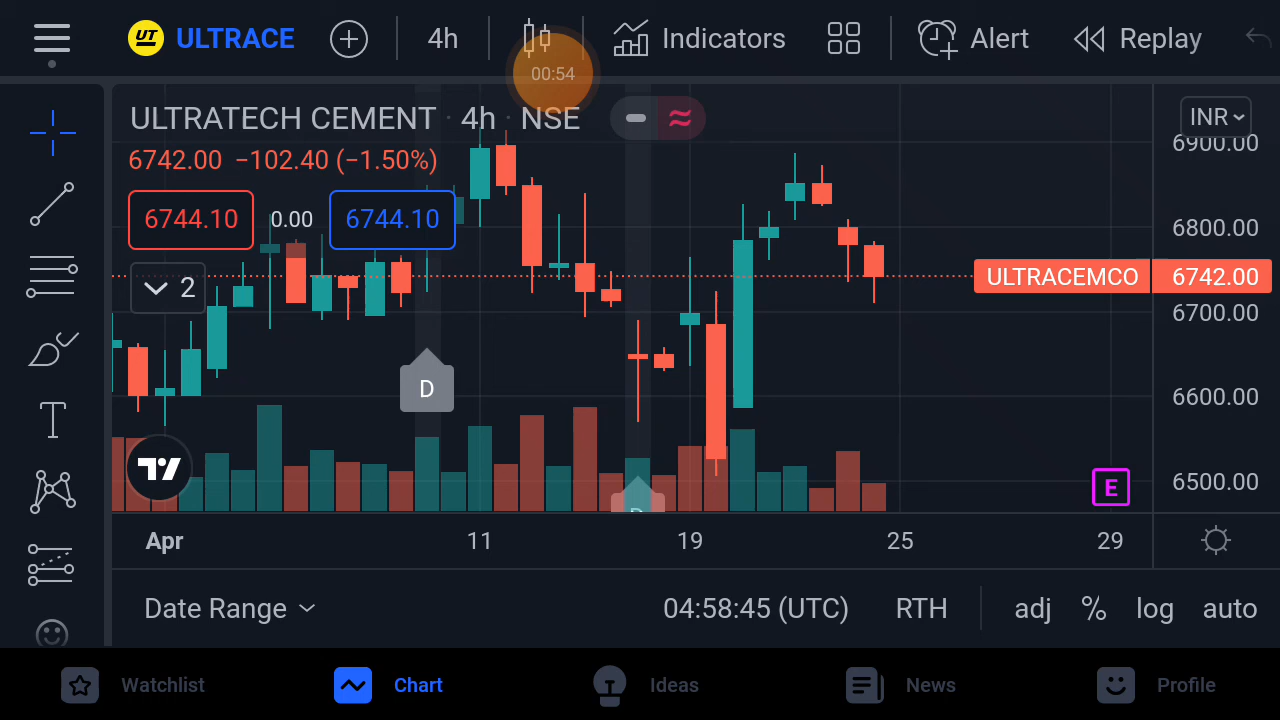 UT ULTRACE 4h Indicators Alert Replay
00:54
ULTRATECH CEMENT · 4h · NSE
INR
6742.00 −102.40 (−1.50%)
6900.00
6744.10 0.00 6744.10
6800.00
2
ULTRACEMCO 6742.00
6700.00
D
6600.00
E
6500.00
D
Apr 11 19 25 29
Date Range 04:58:45 (UTC) RTH adj % log auto
Watchlist Chart Ideas News Profile